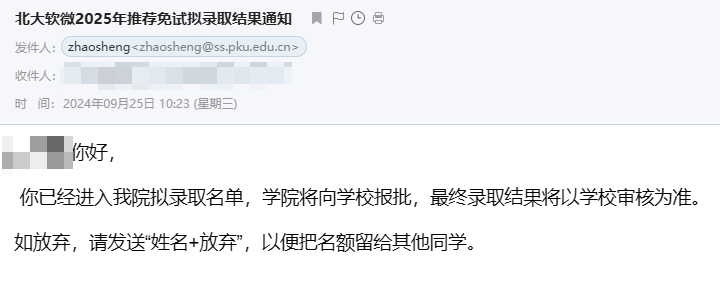 北大软微2025年推荐免试拟录取结果通知
发件人：zhaosheng<zhaosheng@ss.pku.edu.cn>
收件人：
时 间：2024年09月25日 10:23 (星期三)
你好，
你已经进入我院拟录取名单，学院将向学校报批，最终录取结果将以学校审核为准。
如放弃，请发送“姓名+放弃”，以便把名额留给其他同学。